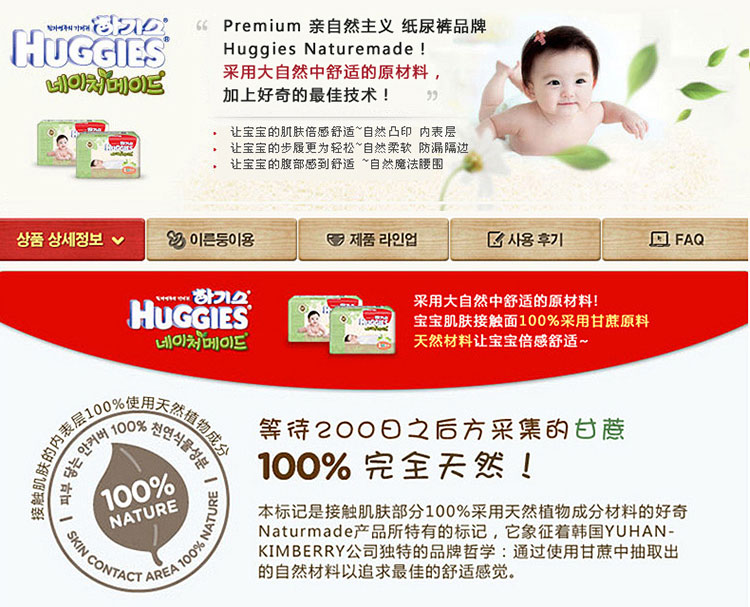 하기스
HUGGIES
네이처메이드
“ Premium 亲自然主义 纸尿裤品牌
Huggies Naturemade！
采用大自然中舒适的原材料，
加上好奇的最佳技术！ ”
· 让宝宝的肌肤倍感舒适~自然凸印 内表层
· 让宝宝的步履更为轻松~自然柔软 防漏隔边
· 让宝宝的腹部感到舒适 ~自然魔法腰围
상품 상세정보
이른둥이용
제품 라인업
사용 후기
FAQ
하기스
HUGGIES
네이처메이드
采用大自然中舒适的原材料!
宝宝肌肤接触面100%采用甘蔗原料
天然材料让宝宝倍感舒适~
接触肌肤的内表层100%使用天然植物成分
피부 닿는 안커버 100% 천연식물성분
100%
NATURE
SKIN CONTACT AREA 100% NATURE
等待200日之后方采集的甘蔗
100% 完全天然！
本标记是接触肌肤部分100%采用天然植物成分材料的好奇
Naturmade产品所特有的标记，它象征着韩国YUHAN-
KIMBERRY公司独特的品牌哲学：通过使用甘蔗中抽取出
的自然材料以追求最佳的舒适感觉。